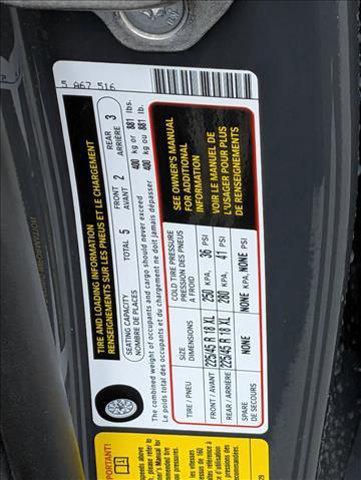 5 A67 516
TIRE AND LOADING INFORMATION
RENSEIGNEMENTS SUR LES PNEUS ET LE CHARGEMENT
SEATING CAPACITY
NOMBRE DE PLACES
TOTAL 5
FRONT 2
AVANT
REAR 3
ARRIÈRE
The combined weight of occupants and cargo should never exceed 400 kg or 881 lbs.
Le poids total des occupants et du chargement ne doit jamais dépasser 400 kg ou 881 lb.
TIRE / PNEU
SIZE
DIMENSIONS
COLD TIRE PRESSURE
PRESSION DES PNEUS
A FROID
FRONT / AVANT 225/45 R 18 XL 250 KPA, 36 PSI
REAR / ARRIÈRE 225/45 R 18 XL 280 KPA, 41 PSI
SPARE
DE SECOURS
NONE NONE KPA, NONE PSI
SEE OWNER'S MANUAL
FOR ADDITIONAL
INFORMATION
VOIR LE MANUEL DE
L'USAGER POUR PLUS
DE RENSEIGNEMENTS
IMPORTANT